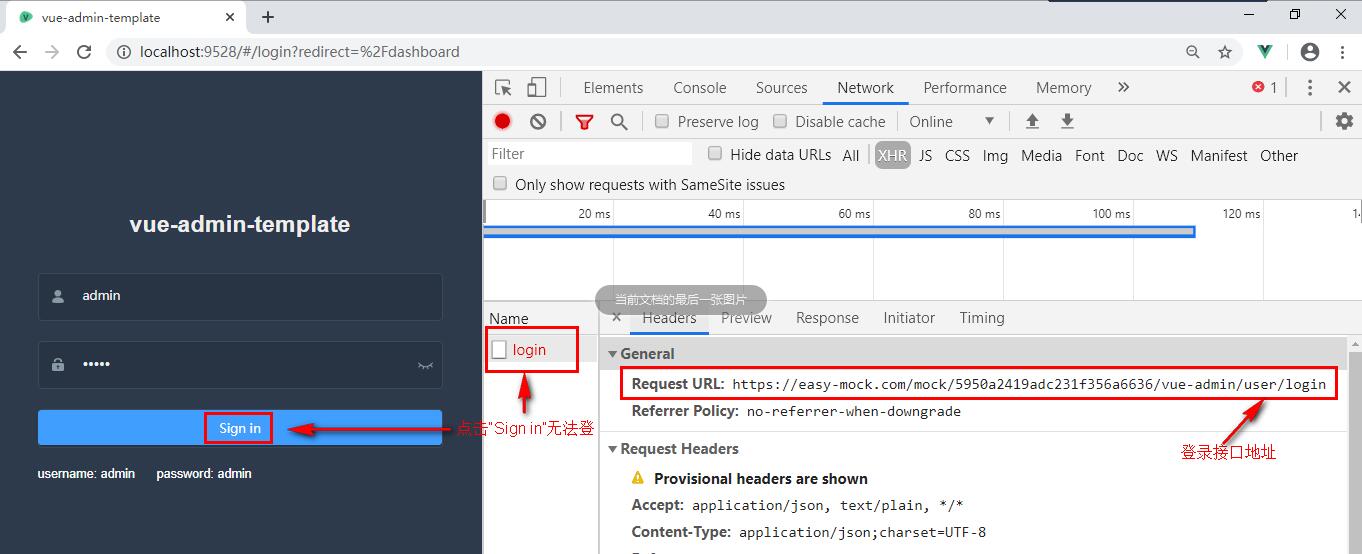 vue-admin-template
localhost:9528/#/login?redirect=%2Fdashboard
Elements Console Sources Network Performance Memory 1
Preserve log Disable cache Online
Filter Hide data URLs All XHR JS CSS Img Media Font Doc WS Manifest Other
Only show requests with SameSite issues
20 ms 40 ms 60 ms 80 ms 100 ms 120 ms
vue-admin-template
admin
•••••
Sign in
username: admin password: admin
点击"Sign in"无法登
当前文档的最后一张图片
Name
login
Headers Preview Response Initiator Timing
General
Request URL: https://easy-mock.com/mock/5950a2419adc231f356a6636/vue-admin/user/login
Referrer Policy: no-referrer-when-downgrade
登录接口地址
Request Headers
Provisional headers are shown
Accept: application/json, text/plain, */*
Content-Type: application/json;charset=UTF-8